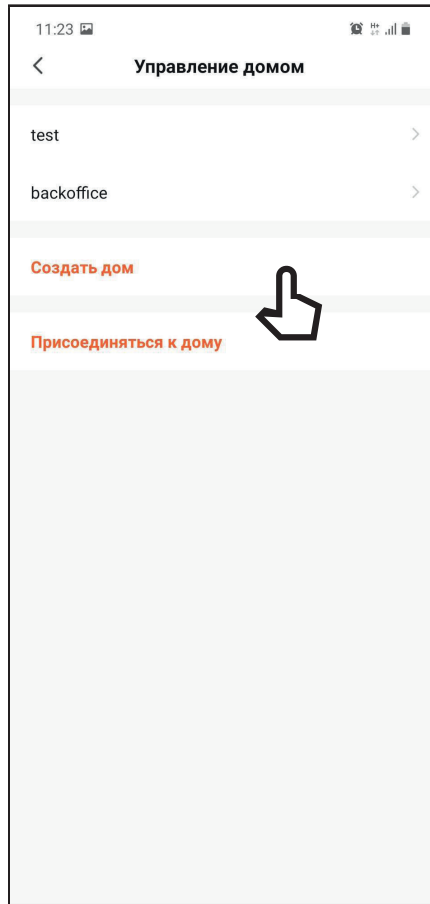 11:23
H+
Управление домом
test
backoffice
Создать дом
Присоединяться к дому